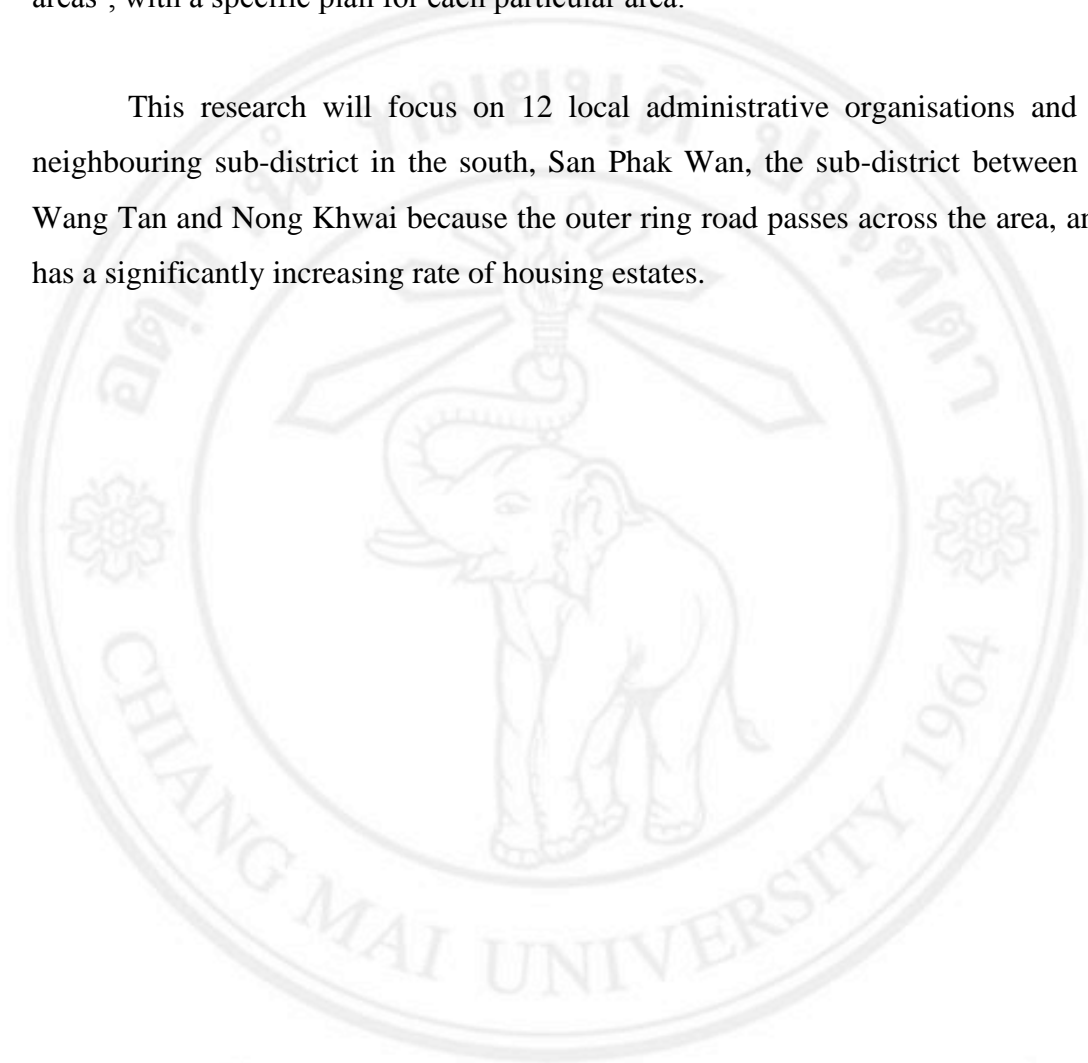 areas", with a specific plan for each particular area.
This research will focus on 12 local administrative organisations and
neighbouring sub-district in the south, San Phak Wan, the sub-district between
Wang Tan and Nong Khwai because the outer ring road passes across the area,
has a significantly increasing rate of housing estates.
CHIANG MAI UNIVERSITY 1964